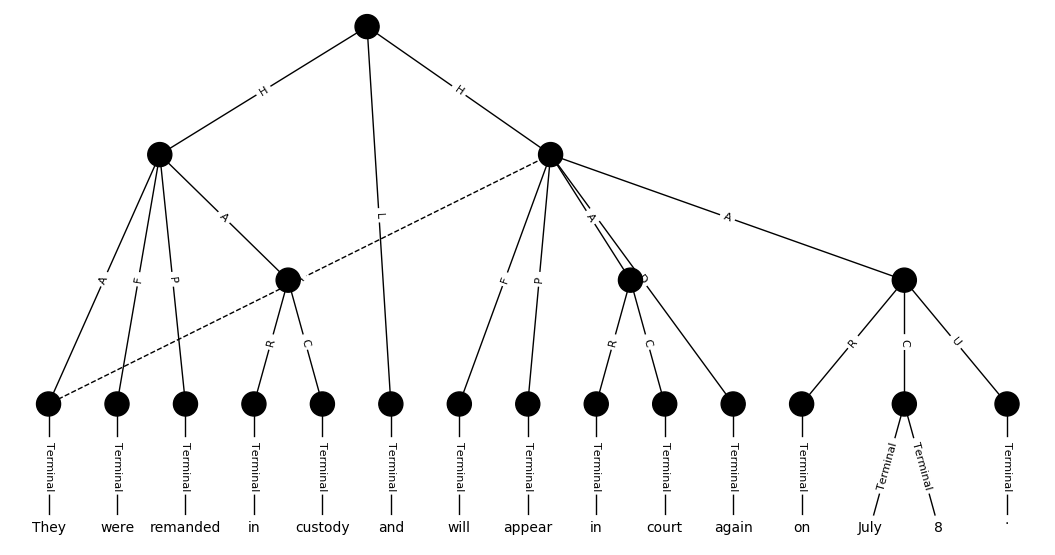 H H
L
A A A
A F P F P D
R C R C R C U
Terminal Terminal Terminal Terminal Terminal Terminal Terminal Terminal Terminal Terminal Terminal Terminal Terminal Terminal Terminal
They were remanded in custody and will appear in court again on July 8 .